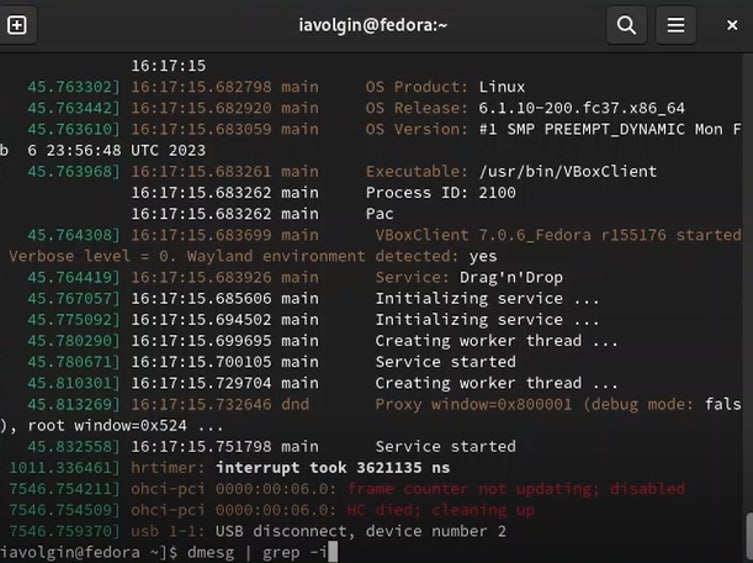 iavolgin@fedora:~
16:17:15
45.763302] 16:17:15.682798 main OS Product: Linux
45.763442] 16:17:15.682920 main OS Release: 6.1.10-200.fc37.x86_64
45.763610] 16:17:15.683059 main OS Version: #1 SMP PREEMPT_DYNAMIC Mon F
b 6 23:56:48 UTC 2023
45.763968] 16:17:15.683261 main Executable: /usr/bin/VBoxClient
16:17:15.683262 main Process ID: 2100
16:17:15.683262 main Pac
45.764308] 16:17:15.683699 main VBoxClient 7.0.6_Fedora r155176 started
Verbose level = 0. Wayland environment detected: yes
45.764419] 16:17:15.683926 main Service: Drag'n'Drop
45.767057] 16:17:15.685606 main Initializing service ...
45.775092] 16:17:15.694502 main Initializing service ...
45.780290] 16:17:15.699695 main Creating worker thread ...
45.780671] 16:17:15.700105 main Service started
45.810301] 16:17:15.729704 main Creating worker thread ...
45.813269] 16:17:15.732646 dnd Proxy window=0x800001 (debug mode: fals
), root window=0x524 ...
45.832558] 16:17:15.751798 main Service started
1011.336461] hrtimer: interrupt took 3621135 ns
7546.754211] ohci-pci 0000:00:06.0: frame counter not updating; disabled
7546.754509] ohci-pci 0000:00:06.0: HC died; cleaning up
7546.759370] usb 1-1: USB disconnect, device number 2
iavolgin@fedora ~]$ dmesg | grep -i